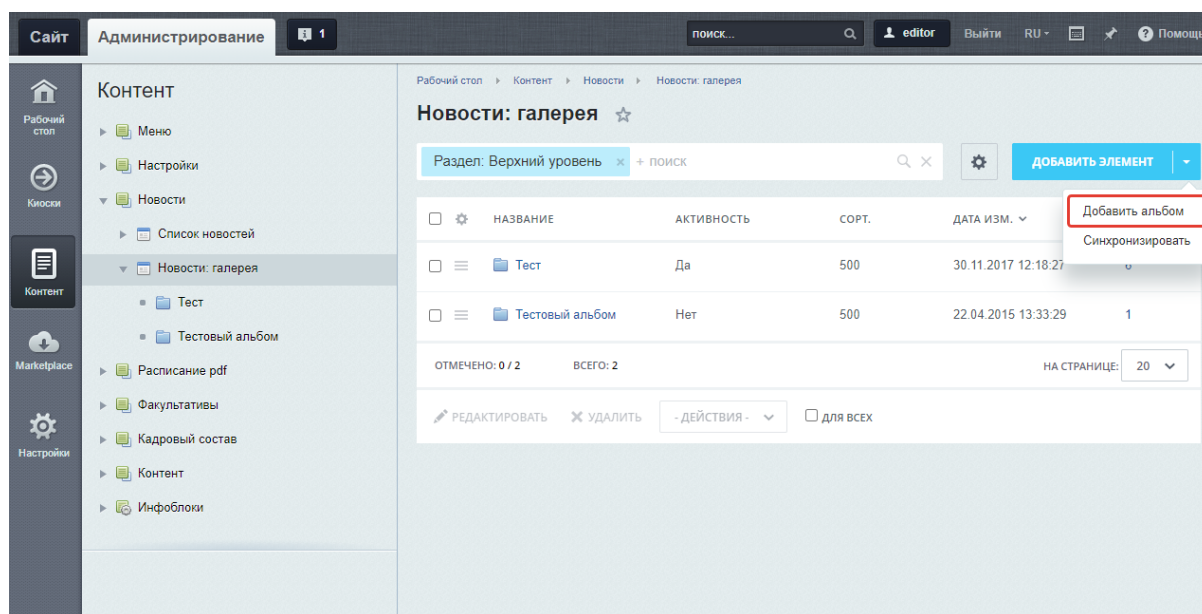 Сайт
Администрирование
1
поиск...
editor
Выйти
RU
Помощь
Рабочий стол
Киоски
Контент
Marketplace
Настройки
Контент
Меню
Настройки
Новости
Список новостей
Новости: галерея
Тест
Тестовый альбом
Расписание pdf
Факультативы
Кадровый состав
Контент
Инфоблоки
Рабочий стол Контент Новости Новости: галерея
Новости: галерея
Раздел: Верхний уровень × + поиск
ДОБАВИТЬ ЭЛЕМЕНТ
Добавить альбом
Синхронизировать
НАЗВАНИЕ АКТИВНОСТЬ СОРТ. ДАТА ИЗМ.
Тест Да 500 30.11.2017 12:18:27 0
Тестовый альбом Нет 500 22.04.2015 13:33:29 1
ОТМЕЧЕНО: 0 / 2 ВСЕГО: 2 НА СТРАНИЦЕ: 20
РЕДАКТИРОВАТЬ УДАЛИТЬ - ДЕЙСТВИЯ - ДЛЯ ВСЕХ